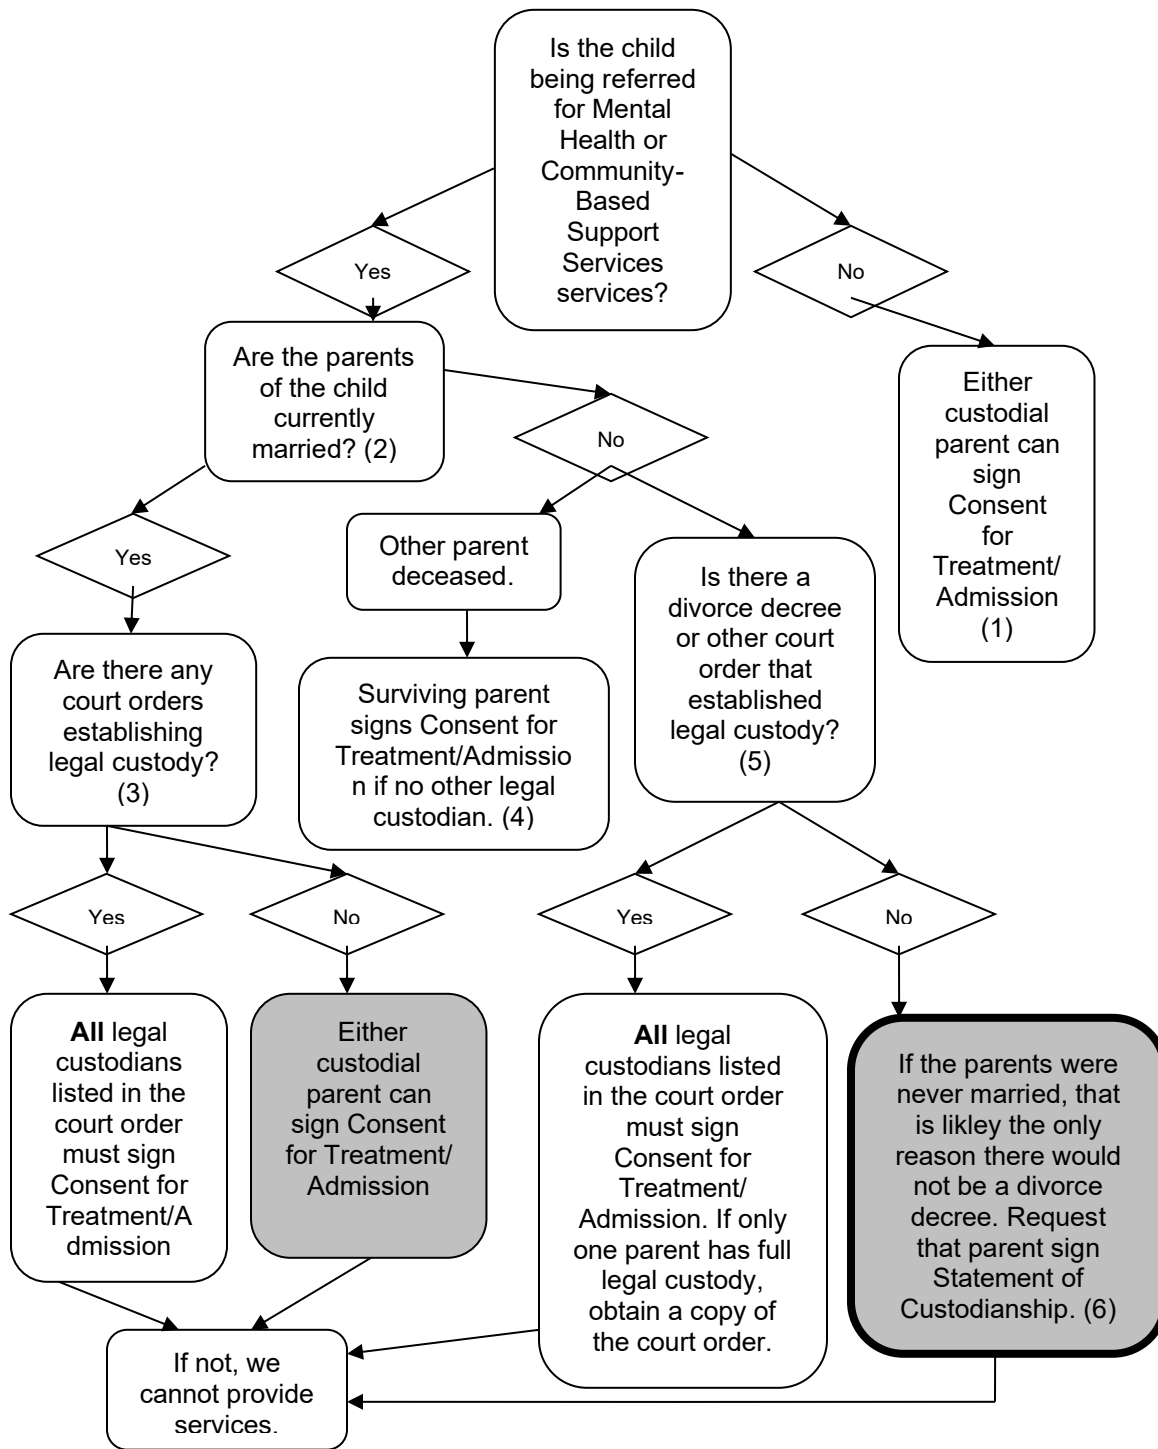 Is the child
being referred
for Mental
Health or
Community-
Based
Support
Services
services?
Yes
No
Are the parents
of the child
currently
married? (2)
No
Either
custodial
parent can
sign
Consent
for
Treatment/
Admission
(1)
Yes
Other parent
deceased.
Is there a
divorce decree
or other court
order that
established
legal custody?
(5)
Are there any
court orders
establishing
legal custody?
(3)
Surviving parent
signs Consent for
Treatment/Admissio
n if no other legal
custodian. (4)
Yes
No
Yes
No
All legal
custodians
listed in the
court order
must sign
Consent for
Treatment/A
dmission
Either
custodial
parent can
sign Consent
for Treatment/
Admission
All legal
custodians listed
in the court order
must sign
Consent for
Treatment/
Admission. If only
one parent has full
legal custody,
obtain a copy of
the court order.
If the parents were
never married, that
is likley the only
reason there would
not be a divorce
decree. Request
that parent sign
Statement of
Custodianship. (6)
If not, we
cannot provide
services.